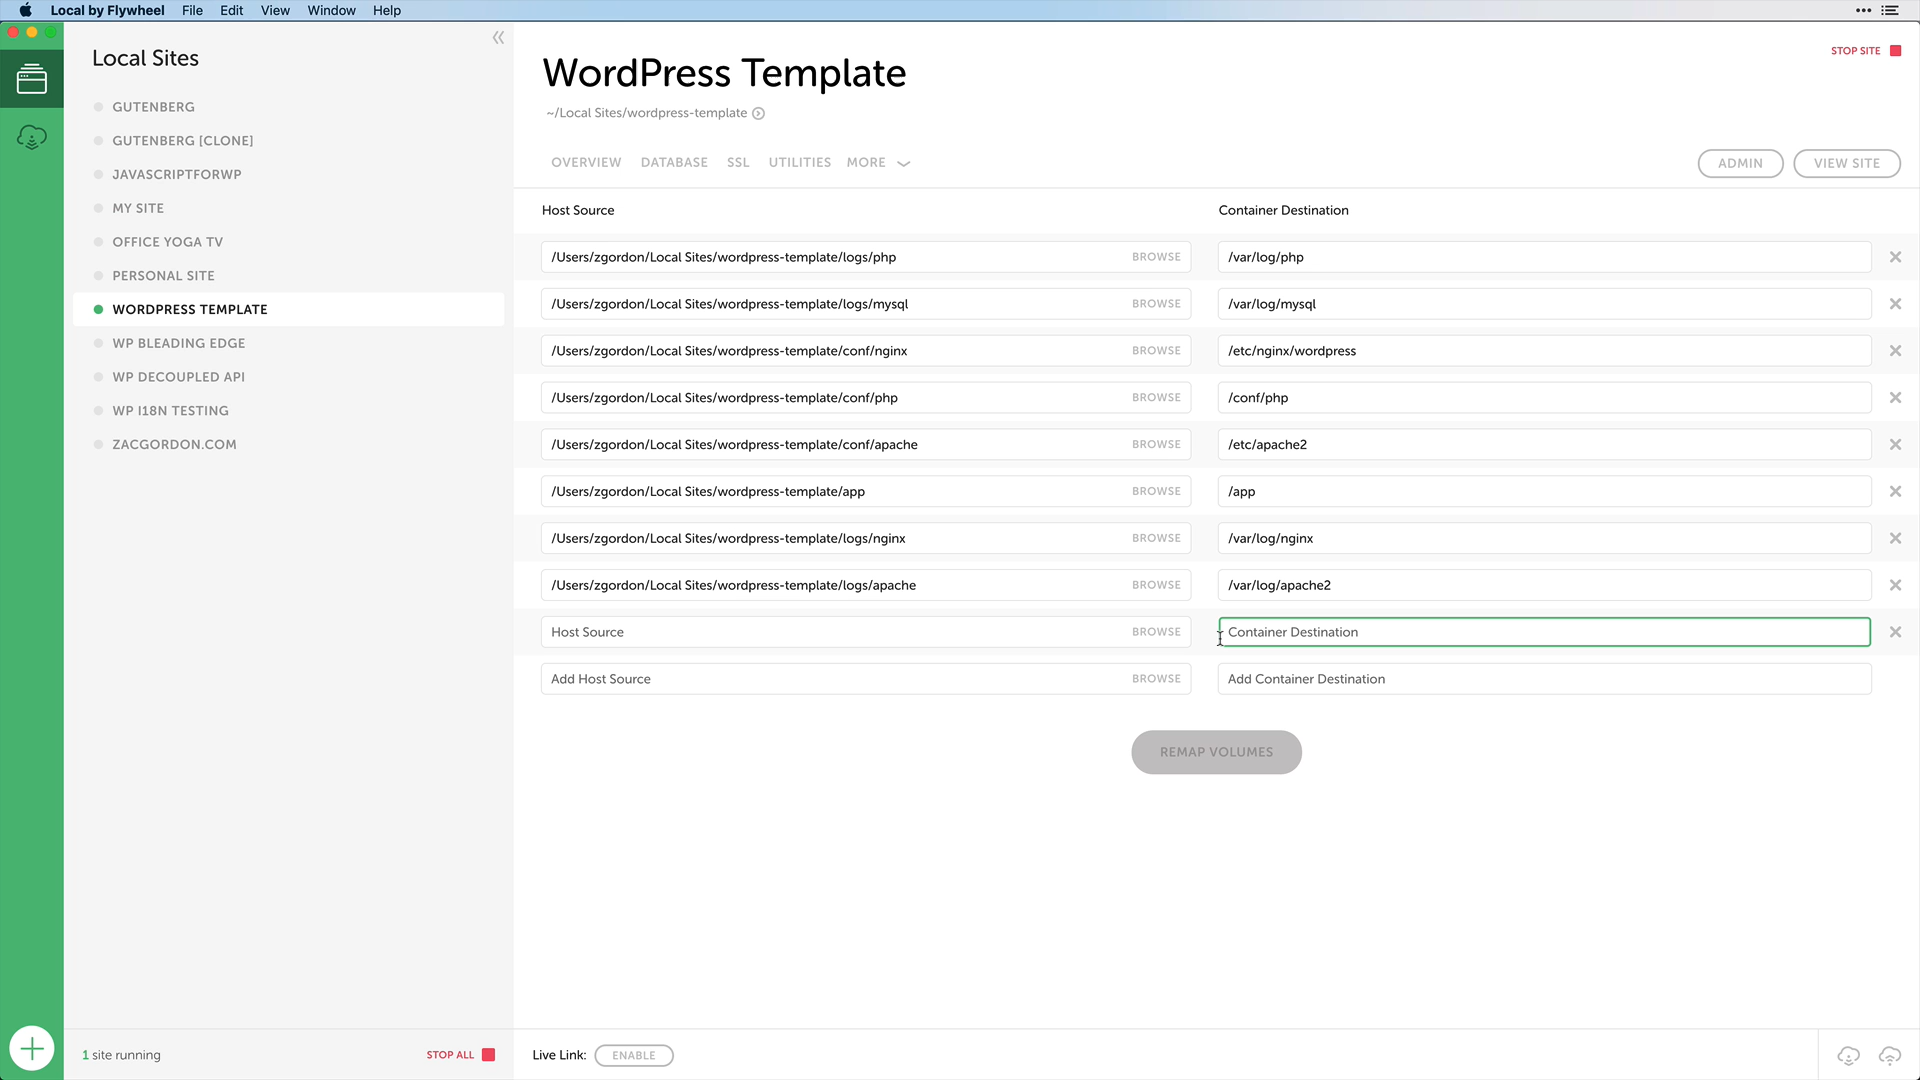 Local by Flywheel File Edit View Window Help
Local Sites
GUTENBERG
GUTENBERG [CLONE]
JAVASCRIPTFORWP
MY SITE
OFFICE YOGA TV
PERSONAL SITE
WORDPRESS TEMPLATE
WP BLEADING EDGE
WP DECOUPLED API
WP I18N TESTING
ZACGORDON.COM
1 site running STOP ALL
WordPress Template
STOP SITE
~/Local Sites/wordpress-template
OVERVIEW DATABASE SSL UTILITIES MORE ADMIN VIEW SITE
Host Source Container Destination
/Users/zgordon/Local Sites/wordpress-template/logs/php BROWSE /var/log/php
/Users/zgordon/Local Sites/wordpress-template/logs/mysql BROWSE /var/log/mysql
/Users/zgordon/Local Sites/wordpress-template/conf/nginx BROWSE /etc/nginx/wordpress
/Users/zgordon/Local Sites/wordpress-template/conf/php BROWSE /conf/php
/Users/zgordon/Local Sites/wordpress-template/conf/apache BROWSE /etc/apache2
/Users/zgordon/Local Sites/wordpress-template/app BROWSE /app
/Users/zgordon/Local Sites/wordpress-template/logs/nginx BROWSE /var/log/nginx
/Users/zgordon/Local Sites/wordpress-template/logs/apache BROWSE /var/log/apache2
Host Source BROWSE Container Destination
Add Host Source BROWSE Add Container Destination
REMAP VOLUMES
Live Link: ENABLE